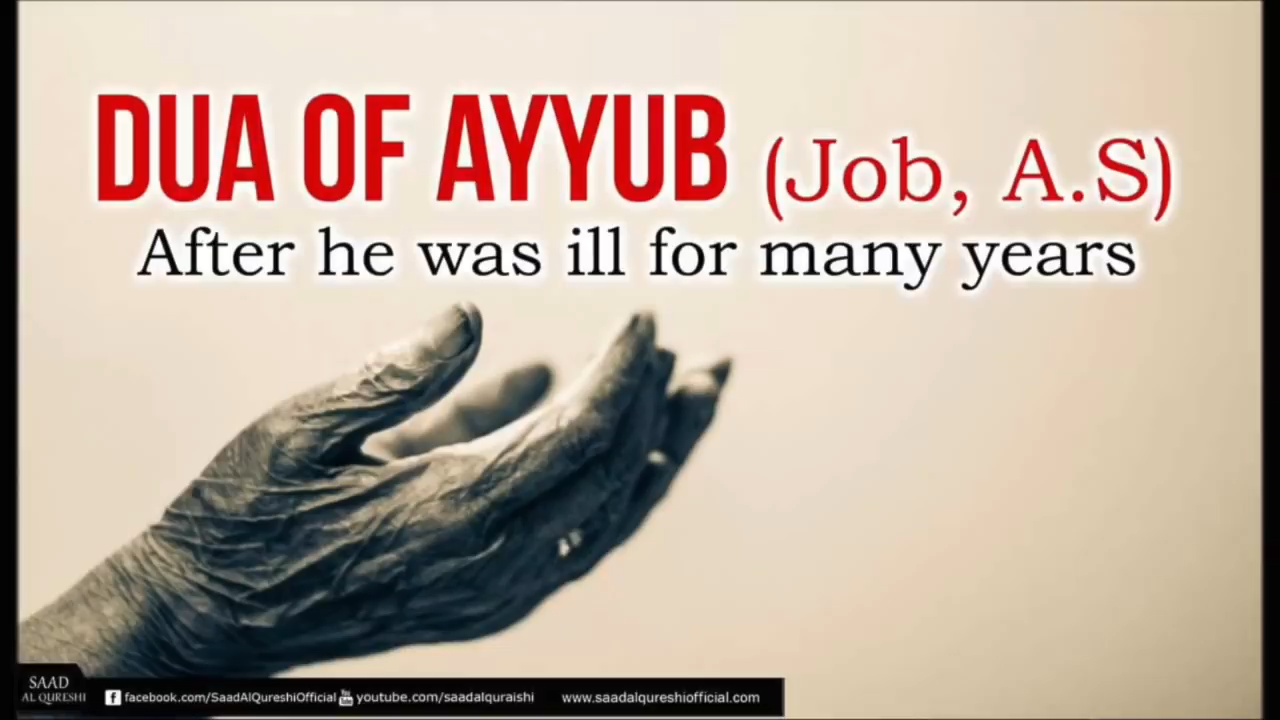 DUA OF AYYUB (Job, A.S)
After he was ill for many years
SAAD
AL QURESHI
facebook.com/SaadAlQureshiOfficial youtube.com/saadalquraishi www.saadalqureshiofficial.com